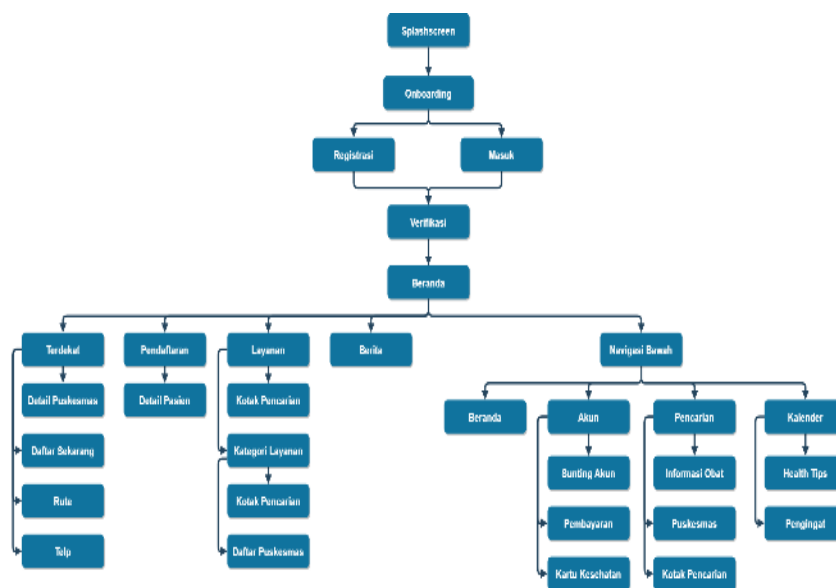 Splashscreen
Onboarding
Registrasi
Masuk
Verifikasi
Beranda
Terdekat
Pendaftaran
Layanan
Berita
Navigasi Bawah
Detail Puskesmas
Detail Pasien
Kotak Pencarian
Beranda
Akun
Pencarian
Kalender
Daftar Sekarang
Kategori Layanan
Sunting Akun
Informasi Obat
Health Tips
Rute
Kotak Pencarian
Pembayaran
Puskesmas
Pengingat
Telp
Daftar Puskesmas
Kartu Kesehatan
Kotak Pencarian